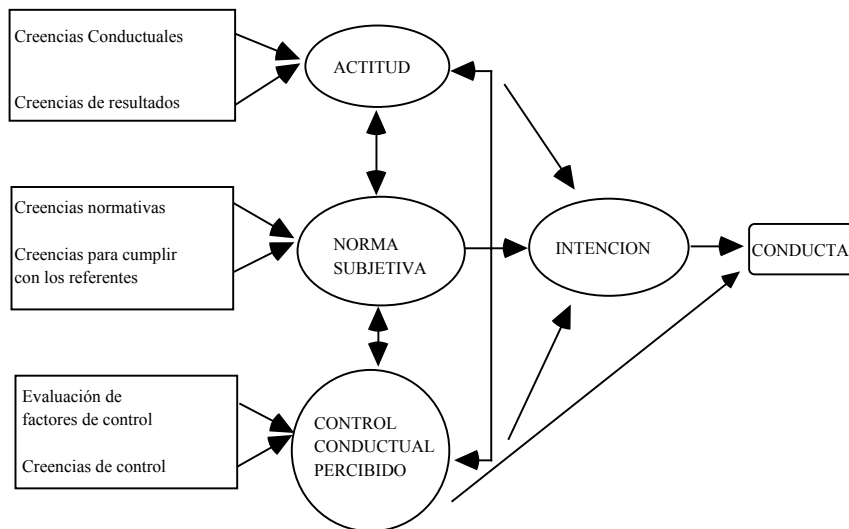 Creencias Conductuales
Creencias de resultados
ACTITUD
Creencias normativas
Creencias para cumplir
con los referentes
NORMA
SUBJETIVA
INTENCION
CONDUCTA
Evaluación de
factores de control
Creencias de control
CONTROL
CONDUCTUAL
PERCIBIDO